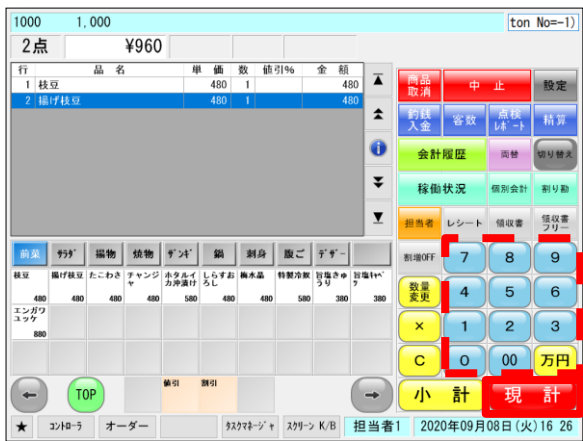 1000 1,000 ton No=-1)
2点 ¥960
行 品 名 単 価 数 値引% 金 額
1 枝豆 480 1 480
2 揚げ枝豆 480 1 480
商品取消 中 止 設定
釣銭入金 客数 点検ﾚﾎﾟｰﾄ 精算
会計履歴 両替 切り替え
稼働状況 個別会計 割り勘
担当者 レシート 領収書 領収書フリー
前菜 ｻﾗﾀﾞ 揚物 焼物 ｻﾞﾝｷﾞ 鍋 刺身 腹ご ﾃﾞｻﾞｰ
割増OFF 7 8 9
枝豆 揚げ枝豆 たこわさ チャンジャ ホタルイカ沖漬け しらすおろし 梅水晶 特製冷奴 旨塩きゅうり 旨塩ｷｬﾍﾞ
480 480 480 480 580 480 480 580 380 380
数量変更 4 5 6
エンガワユッケ
880
× 1 2 3
C 0 00 万円
TOP 値引 割引
小 計 現 計
★ ｺﾝﾄﾛｰﾗ オーダー ﾀｽｸﾏﾈｰｼﾞｬ ｽｸﾘｰﾝ K/B 担当者1 2020年09月08日(火)16 26